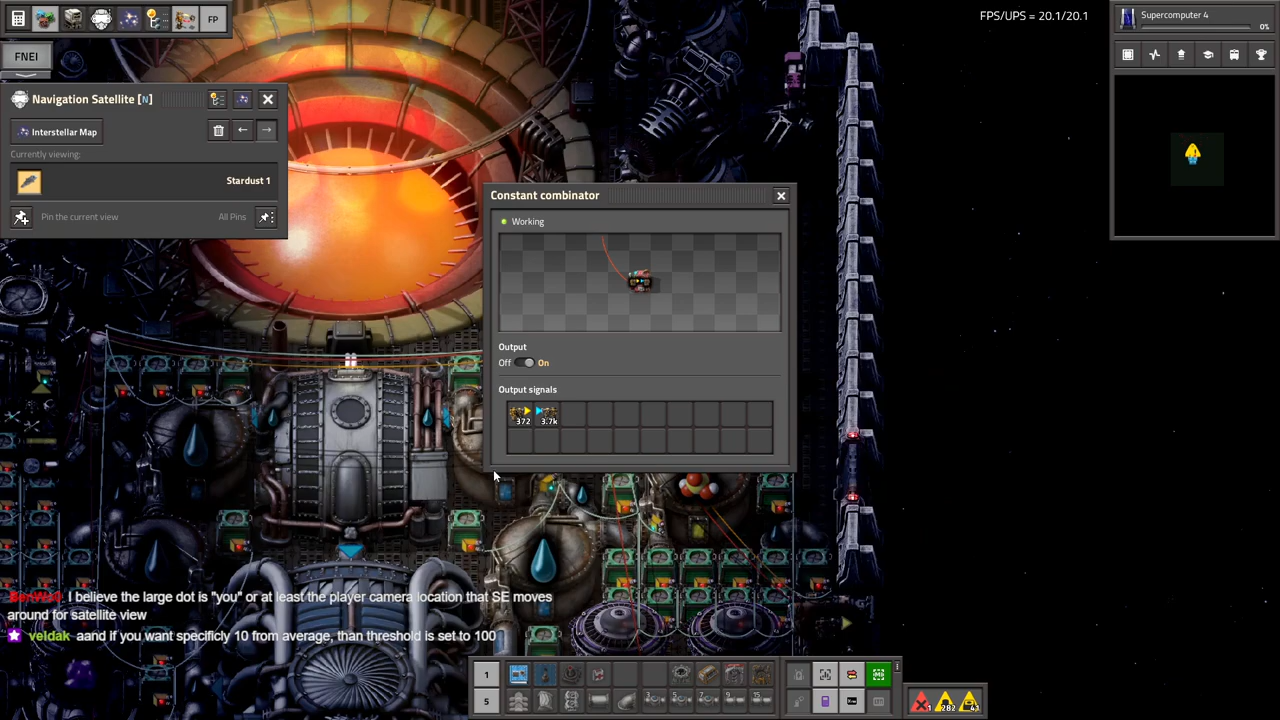 FP
FPS/UPS = 20.1/20.1
Supercomputer 4
0%
FNEI
Navigation Satellite [N]
Interstellar Map
Currently viewing:
Stardust 1
Pin the current view
All Pins
Constant combinator
Working
Output
Off On
Output signals
372 3.7k
I believe the large dot is "you" or at least the player camera location that SE moves
around for satellite view
veldak aand if you want specificly 10 from average, than threshold is set to 100
1
5